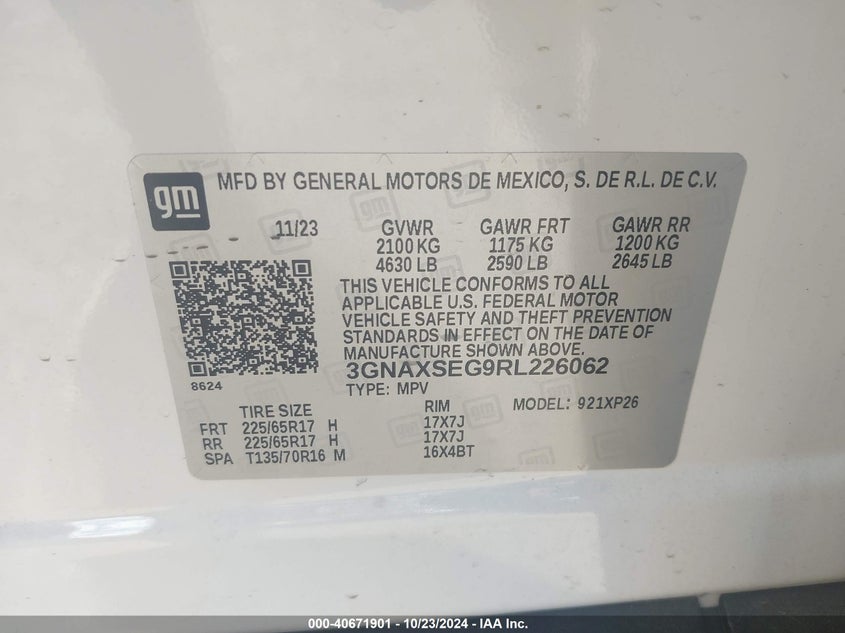 gm
MFD BY GENERAL MOTORS DE MEXICO, S. DE R.L. DE C.V.
11/23 GVWR GAWR FRT GAWR RR
2100 KG 1175 KG 1200 KG
4630 LB 2590 LB 2645 LB
THIS VEHICLE CONFORMS TO ALL
APPLICABLE U.S. FEDERAL MOTOR
VEHICLE SAFETY AND THEFT PREVENTION
STANDARDS IN EFFECT ON THE DATE OF
MANUFACTURE SHOWN ABOVE.
3GNAXSEG9RL226062
8624
TYPE: MPV
TIRE SIZE RIM MODEL: 921XP26
FRT 225/65R17 H 17X7J
RR 225/65R17 H 17X7J
SPA T135/70R16 M 16X4BT
000-40671901 - 10/23/2024 - IAA Holdings, LLC.